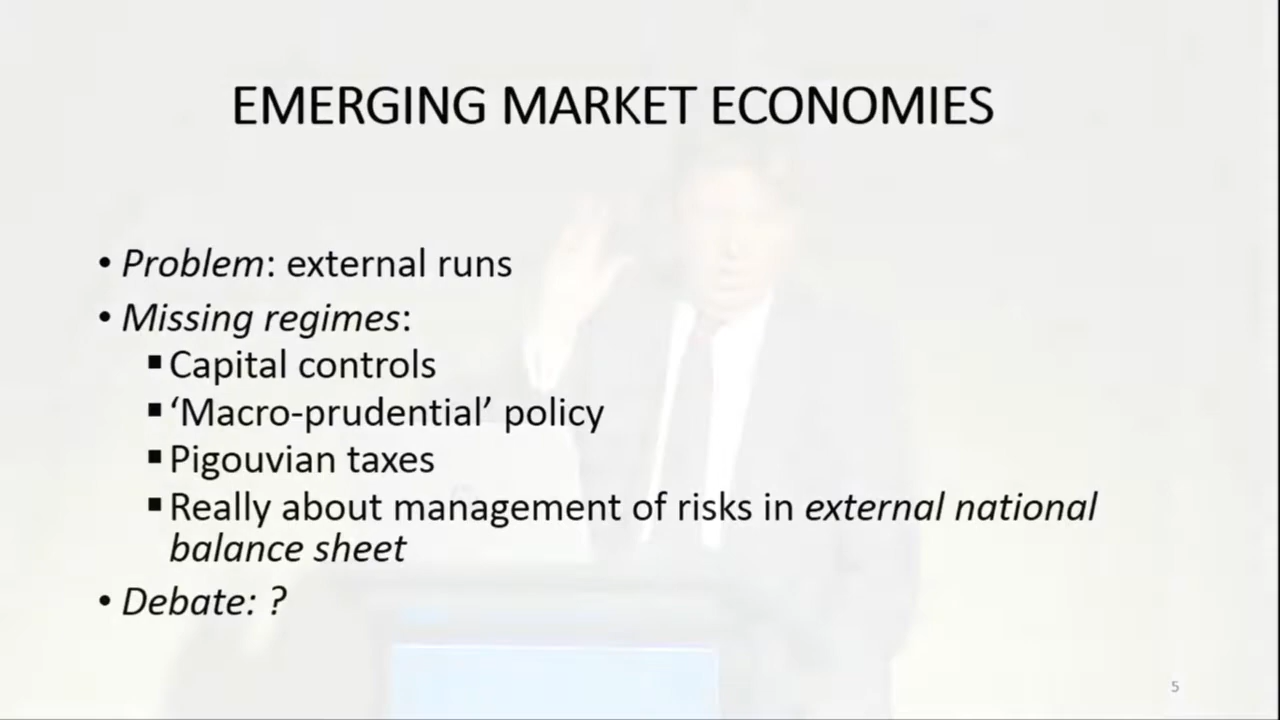 EMERGING MARKET ECONOMIES
• Problem: external runs
• Missing regimes:
▪ Capital controls
▪ ‘Macro-prudential’ policy
▪ Pigouvian taxes
▪ Really about management of risks in external national
balance sheet
• Debate: ?
5